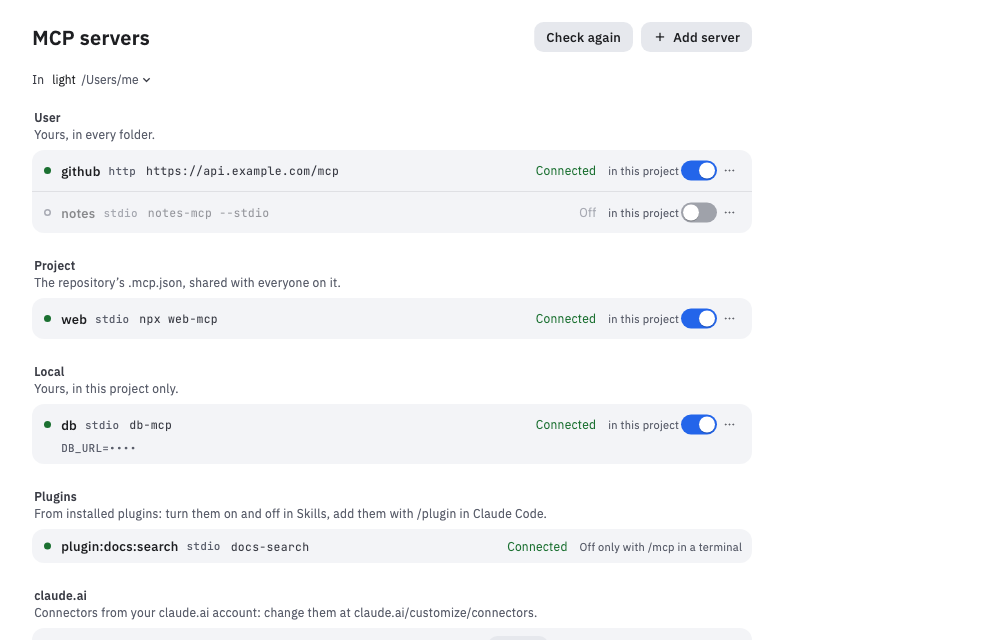 MCP servers
Check again
+ Add server
In light /Users/me
User
Yours, in every folder.
github http https://api.example.com/mcp Connected in this project ···
notes stdio notes-mcp --stdio Off in this project ···
Project
The repository's .mcp.json, shared with everyone on it.
web stdio npx web-mcp Connected in this project ···
Local
Yours, in this project only.
db stdio db-mcp Connected in this project ···
DB_URL=••••
Plugins
From installed plugins: turn them on and off in Skills, add them with /plugin in Claude Code.
plugin:docs:search stdio docs-search Connected Off only with /mcp in a terminal
claude.ai
Connectors from your claude.ai account: change them at claude.ai/customize/connectors.